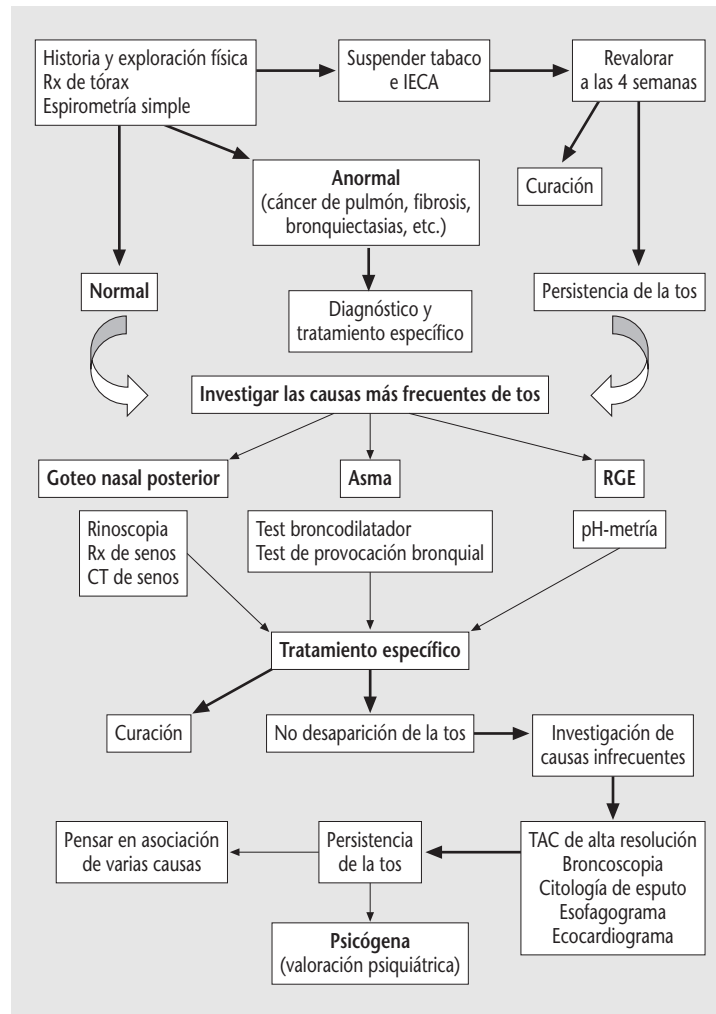 Historia y exploración física
Rx de tórax
Espirometría simple
Suspender tabaco
e IECA
Revalorar
a las 4 semanas
Anormal
(cáncer de pulmón, fibrosis,
bronquiectasias, etc.)
Curación
Normal
Diagnóstico y
tratamiento específico
Persistencia de la tos
Investigar las causas más frecuentes de tos
Goteo nasal posterior
Asma
RGE
Rinoscopia
Rx de senos
CT de senos
Test broncodilatador
Test de provocación bronquial
pH-metría
Tratamiento específico
Curación
No desaparición de la tos
Investigación de
causas infrecuentes
Pensar en asociación
de varias causas
Persistencia
de la tos
TAC de alta resolución
Broncoscopia
Citología de esputo
Esofagograma
Ecocardiograma
Psicógena
(valoración psiquiátrica)